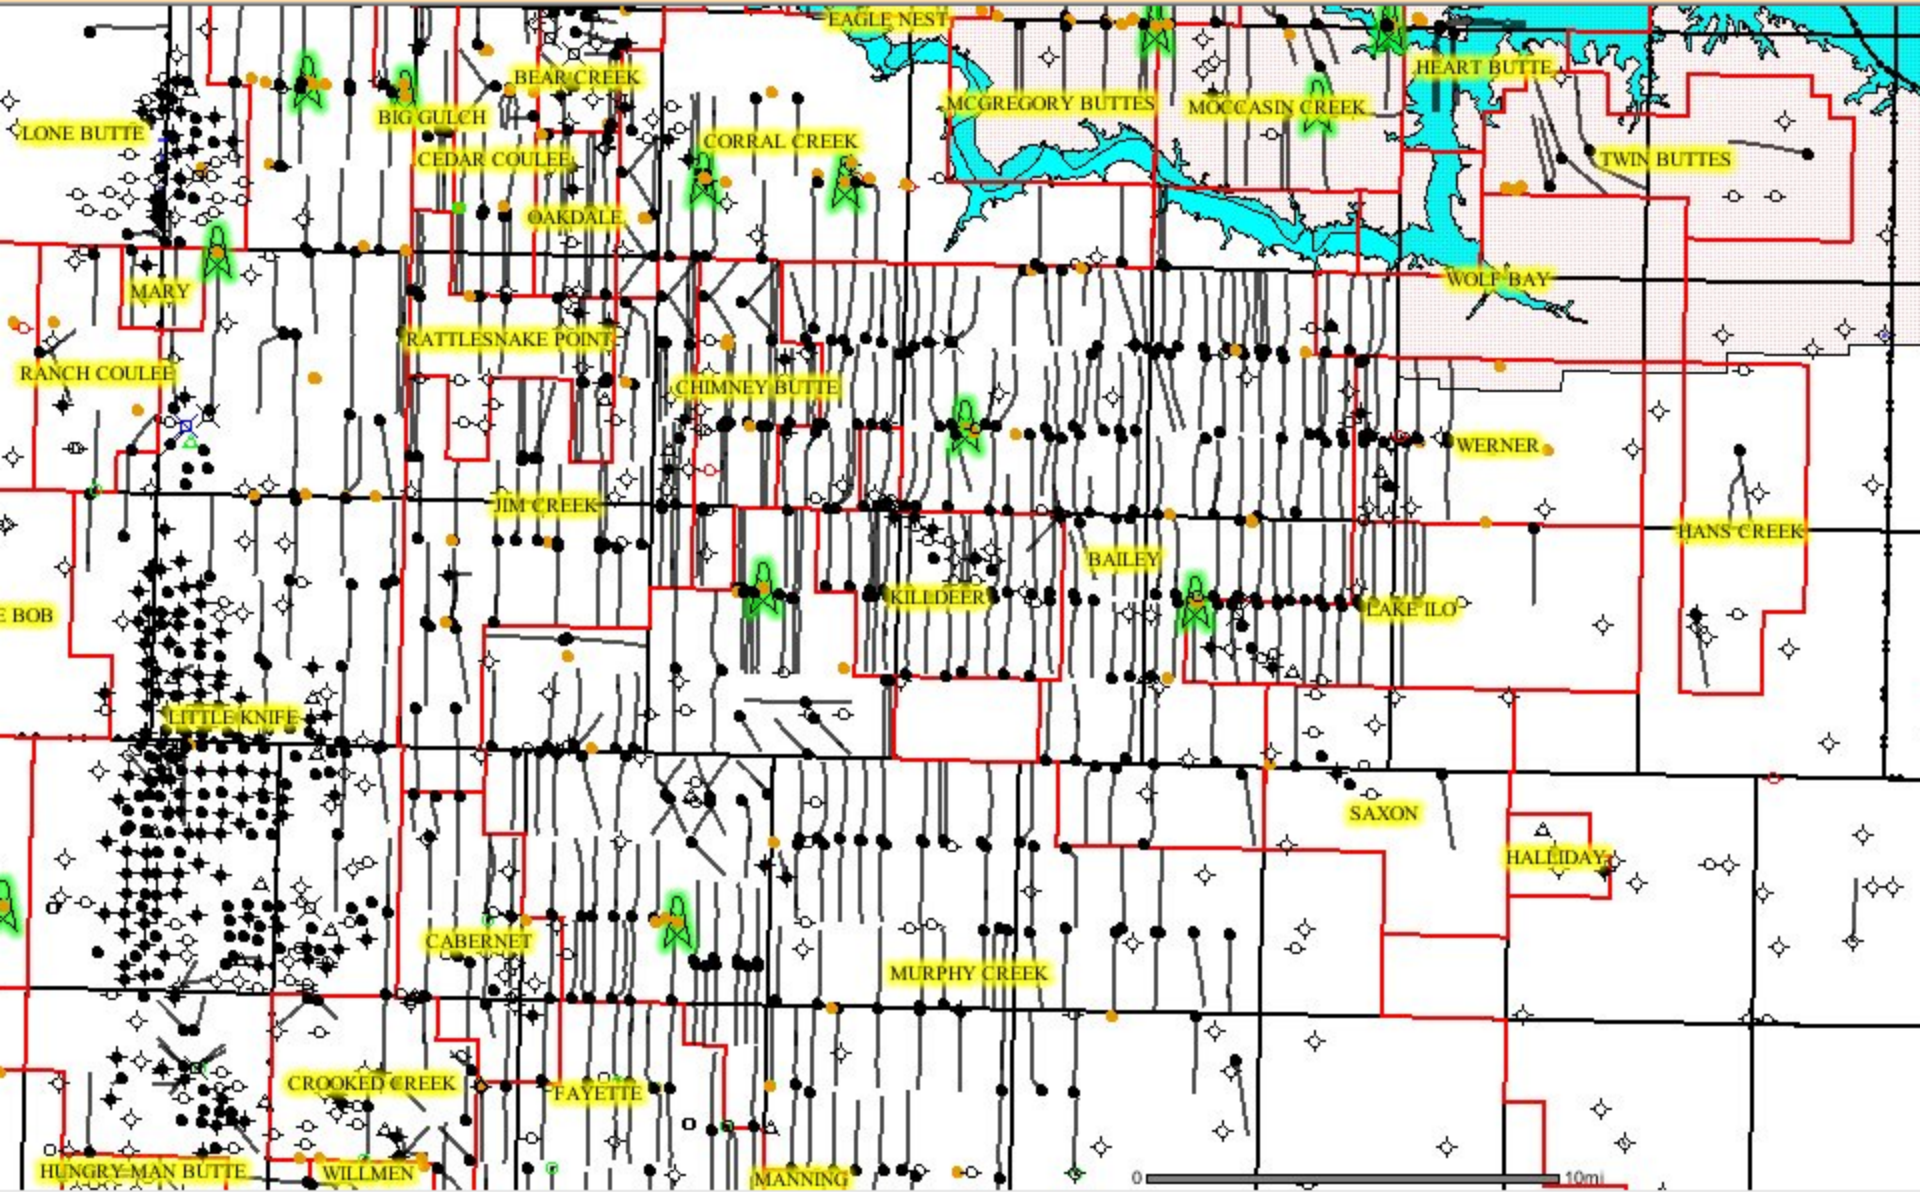 EAGLE NEST
HEART BUTTE
BEAR CREEK
MCGREGORY BUTTES
MOCCASIN CREEK
BIG GULCH
LONE BUTTE
CORRAL CREEK
CEDAR COULEE
TWIN BUTTES
OAKDALE
WOLF BAY
MARY
RATTLESNAKE POINT
RANCH COULEE
CHIMNEY BUTTE
WERNER
JIM CREEK
HANS CREEK
BAILEY
KILLDEER
LAKE ILO
E BOB
LITTLE KNIFE
SAXON
HALLIDAY
CABERNET
MURPHY CREEK
CROOKED CREEK
FAYETTE
HUNGRY MAN BUTTE
WILLMEN
MANNING
0 10mi